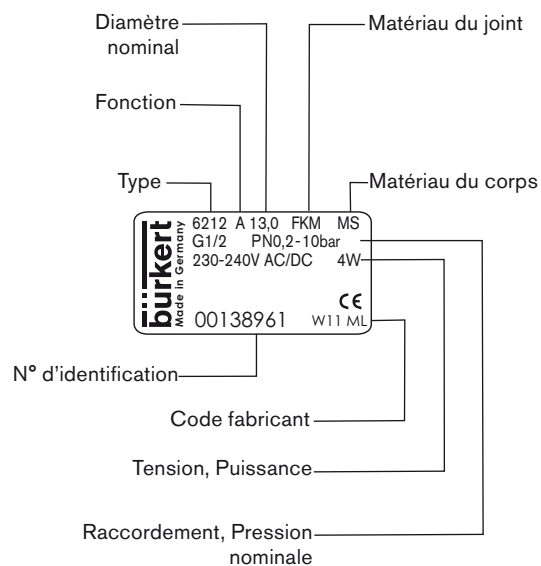 Diamètre
nominal
Matériau du joint
Fonction
Type
Matériau du corps
bürkert
Made in Germany
6212 A 13,0 FKM MS
G1/2 PN0,2-10bar
230-240V AC/DC 4W
CE
00138961 W11 ML
N° d'identification
Code fabricant
Tension, Puissance
Raccordement, Pression
nominale